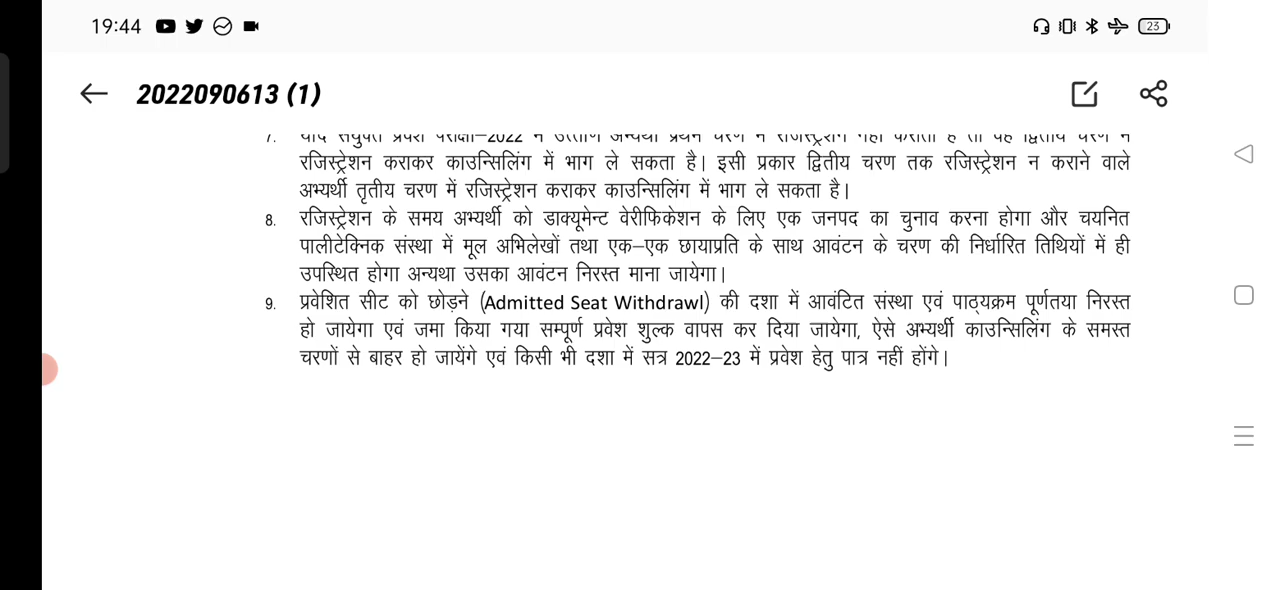 19:44
23
2022090613 (1)
7. परीक्षा–2022 में
रजिस्ट्रेशन कराकर काउन्सिलिंग में भाग ले सकता है। इसी प्रकार द्वितीय चरण तक रजिस्ट्रेशन न कराने वाले
अभ्यर्थी तृतीय चरण में रजिस्ट्रेशन कराकर काउन्सिलिंग में भाग ले सकता है।
8. रजिस्ट्रेशन के समय अभ्यर्थी को डाक्यूमेन्ट वेरीफिकेशन के लिए एक जनपद का चुनाव करना होगा और चयनित
पालीटेक्निक संस्था में मूल अभिलेखों तथा एक–एक छायाप्रति के साथ आवंटन के चरण की निर्धारित तिथियों में ही
उपस्थित होगा अन्यथा उसका आवंटन निरस्त माना जायेगा।
9. प्रवेशित सीट को छोड़ने (Admitted Seat Withdrawl) की दशा में आवंटित संस्था एवं पाठ्यक्रम पूर्णतया निरस्त
हो जायेगा एवं जमा किया गया सम्पूर्ण प्रवेश शुल्क वापस कर दिया जायेगा, ऐसे अभ्यर्थी काउन्सिलिंग के समस्त
चरणों से बाहर हो जायेंगे एवं किसी भी दशा में सत्र 2022–23 में प्रवेश हेतु पात्र नहीं होंगे।